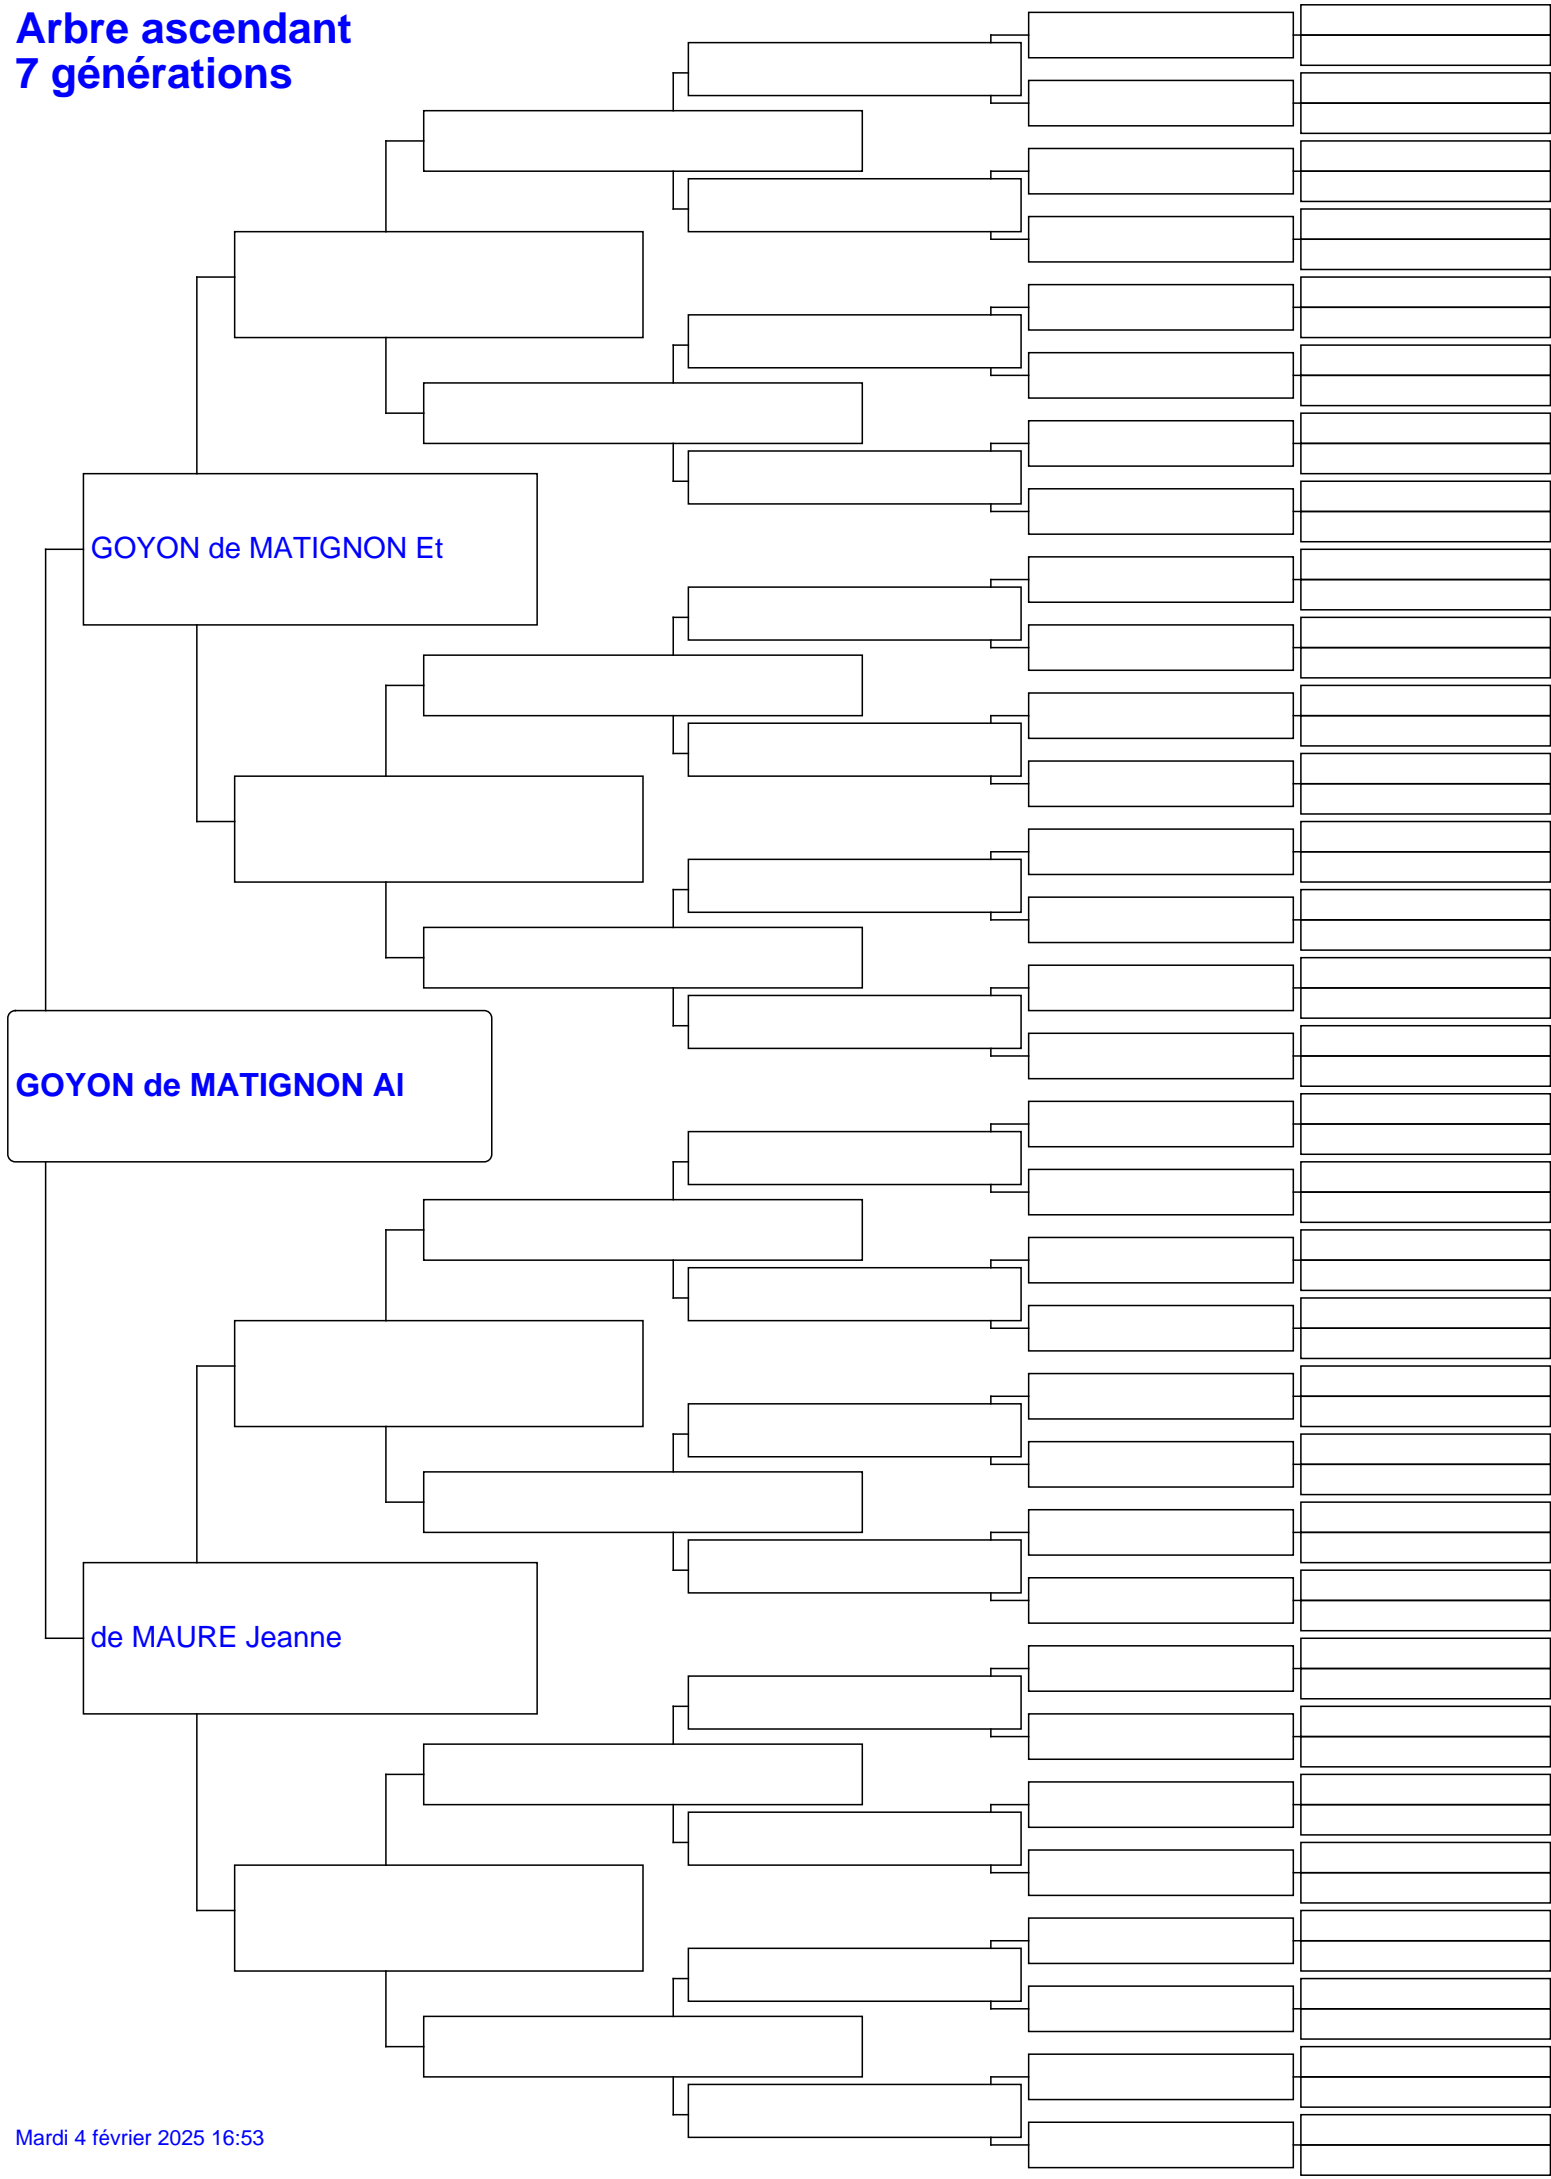 Arbre ascendant
7 générations
GOYON de MATIGNON Et
GOYON de MATIGNON Al
de MAURE Jeanne
Mardi 4 février 2025 16:53